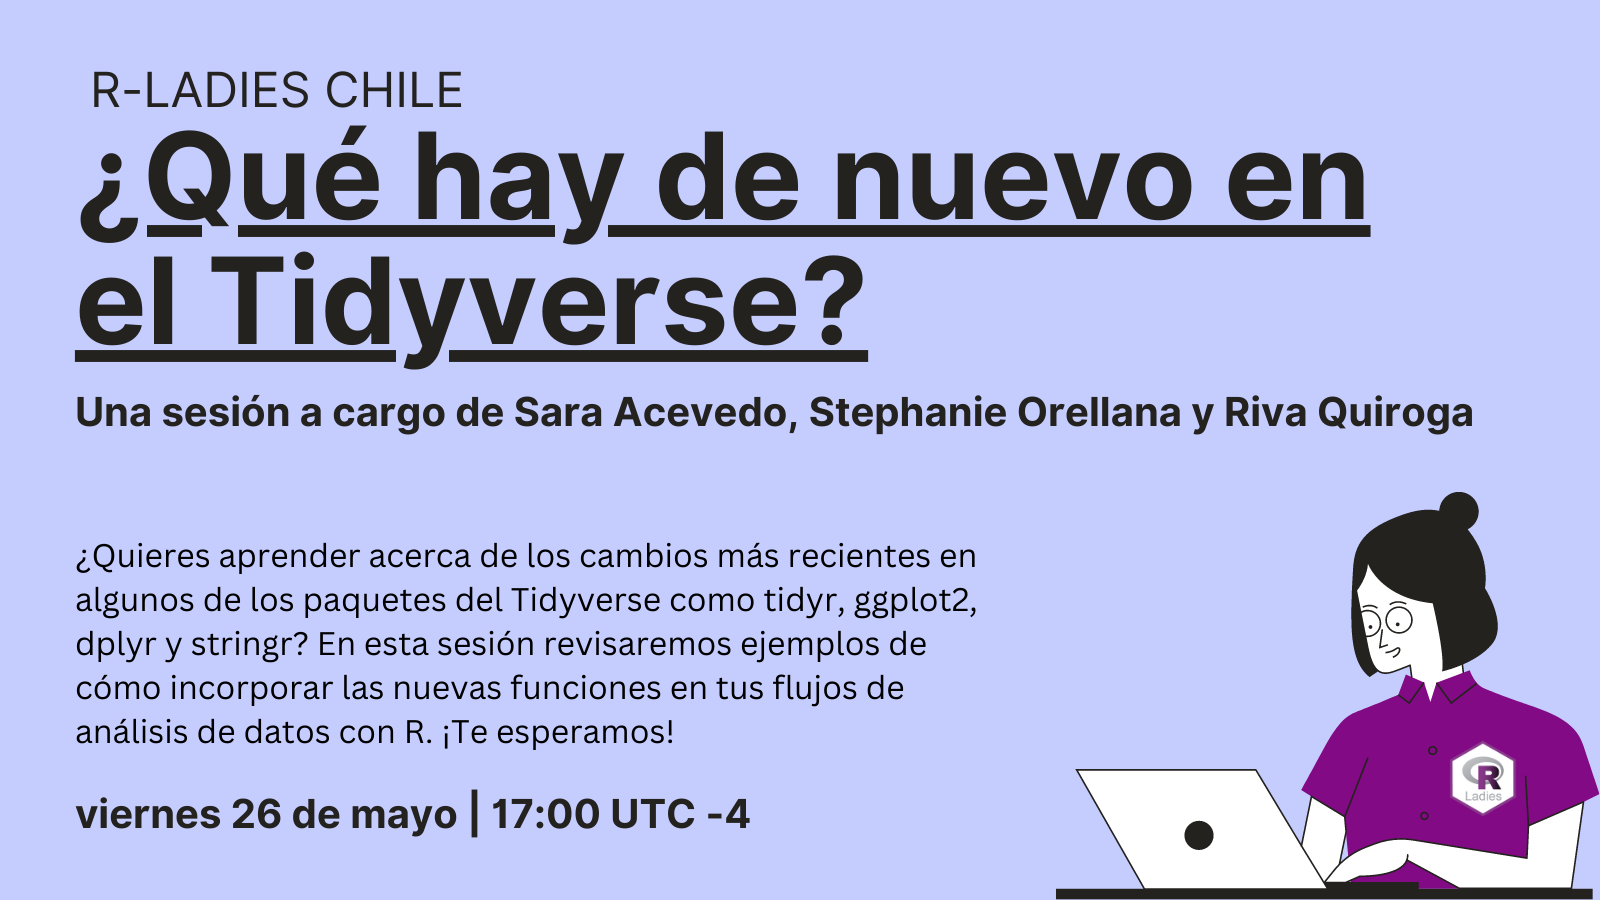 R-LADIES CHILE
¿Qué hay de nuevo en
el Tidyverse?
Una sesión a cargo de Sara Acevedo, Stephanie Orellana y Riva Quiroga
¿Quieres aprender acerca de los cambios más recientes en
algunos de los paquetes del Tidyverse como tidyr, ggplot2,
dplyr y stringr? En esta sesión revisaremos ejemplos de
cómo incorporar las nuevas funciones en tus flujos de
análisis de datos con R. ¡Te esperamos!
viernes 26 de mayo | 17:00 UTC -4
R
Ladies